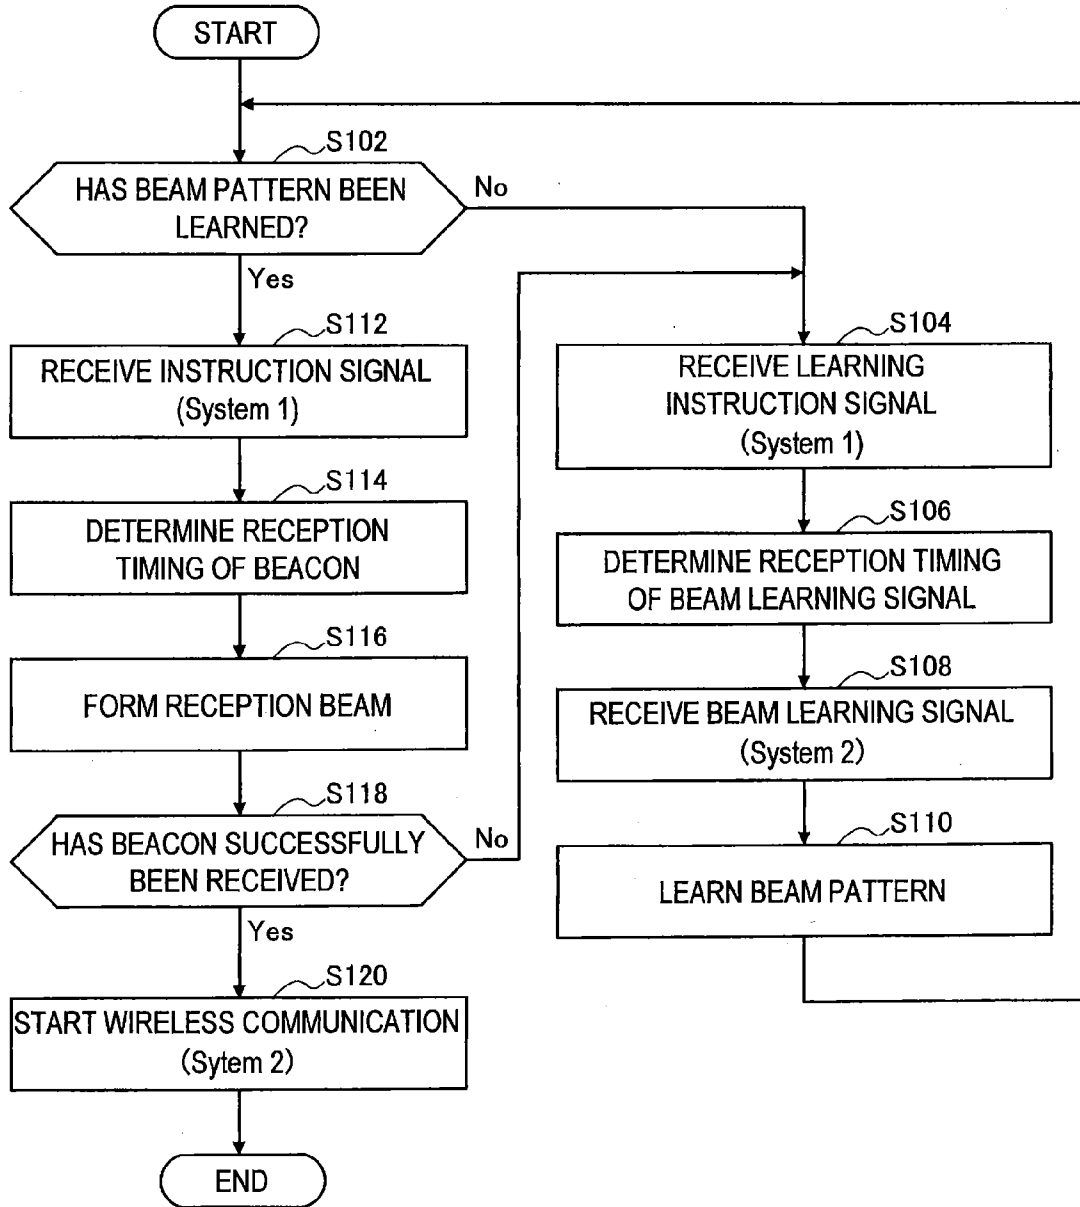 START
S102
HAS BEAM PATTERN BEEN
LEARNED?
No
Yes
S112
RECEIVE INSTRUCTION SIGNAL
(System 1)
S114
DETERMINE RECEPTION
TIMING OF BEACON
S116
FORM RECEPTION BEAM
S118
HAS BEACON SUCCESSFULLY
BEEN RECEIVED?
No
Yes
S120
START WIRELESS COMMUNICATION
(Sytem 2)
END
S104
RECEIVE LEARNING
INSTRUCTION SIGNAL
(System 1)
S106
DETERMINE RECEPTION TIMING
OF BEAM LEARNING SIGNAL
S108
RECEIVE BEAM LEARNING SIGNAL
(System 2)
S110
LEARN BEAM PATTERN